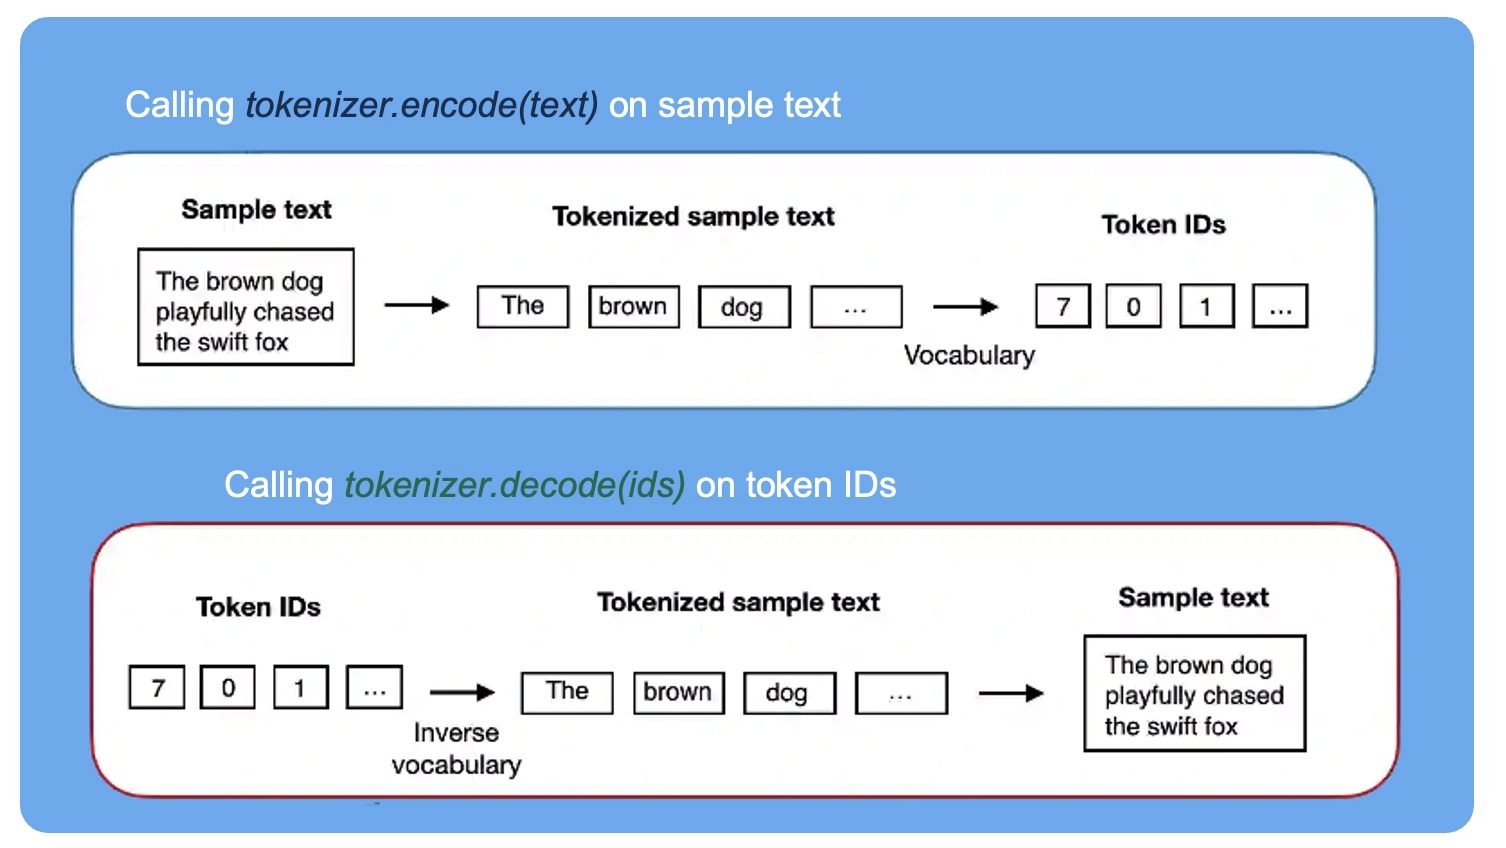 Calling tokenizer.encode(text) on sample text
Sample text
Tokenized sample text
Token IDs
The brown dog
playfully chased
the swift fox
The brown dog ...
7 0 1 ...
Vocabulary
Calling tokenizer.decode(ids) on token IDs
Token IDs
Tokenized sample text
Sample text
7 0 1 ...
Inverse
vocabulary
The brown dog ...
The brown dog
playfully chased
the swift fox